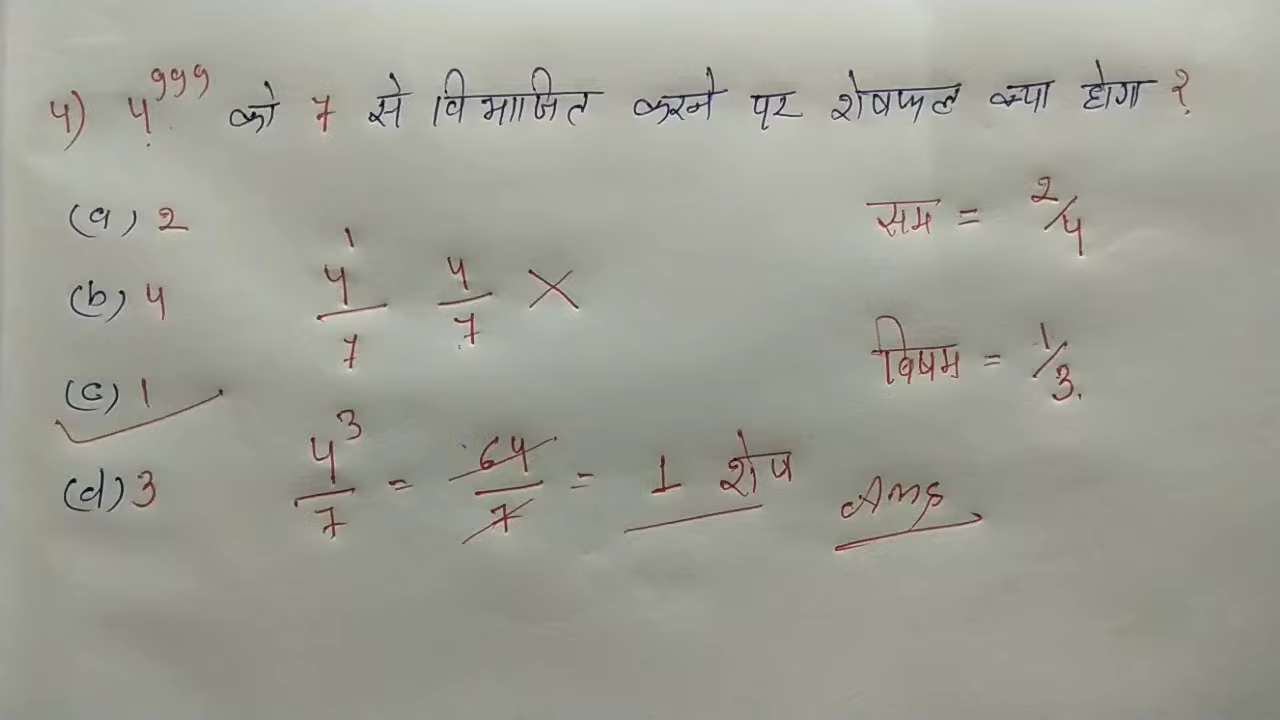 4) 4^999 को 7 से विभाजित करने पर शेषफल क्या होगा ?
(a) 2
(b) 4
(c) 1
(d) 3
4^1/7 4/7 ×
4^3/7 = 64/7 = 1 शेष Ans
सम = 2/4
विषम = 1/3.